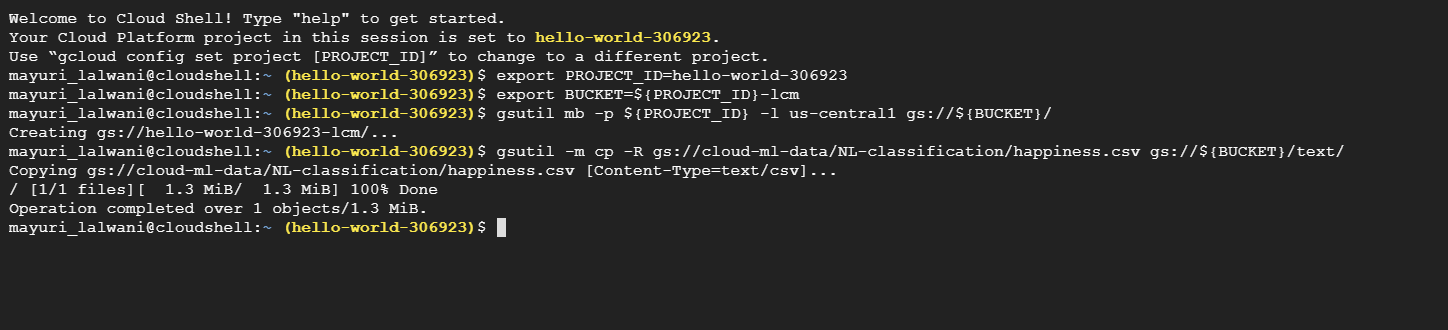 Welcome to Cloud Shell! Type "help" to get started.
Your Cloud Platform project in this session is set to hello-world-306923.
Use “gcloud config set project [PROJECT_ID]” to change to a different project.
mayuri_lalwani@cloudshell:~ (hello-world-306923)$ export PROJECT_ID=hello-world-306923
mayuri_lalwani@cloudshell:~ (hello-world-306923)$ export BUCKET=${PROJECT_ID}-lcm
mayuri_lalwani@cloudshell:~ (hello-world-306923)$ gsutil mb -p ${PROJECT_ID} -l us-central1 gs://${BUCKET}/
Creating gs://hello-world-306923-lcm/...
mayuri_lalwani@cloudshell:~ (hello-world-306923)$ gsutil -m cp -R gs://cloud-ml-data/NL-classification/happiness.csv gs://${BUCKET}/text/
Copying gs://cloud-ml-data/NL-classification/happiness.csv [Content-Type=text/csv]...
/ [1/1 files][  1.3 MiB/  1.3 MiB] 100% Done
Operation completed over 1 objects/1.3 MiB.
mayuri_lalwani@cloudshell:~ (hello-world-306923)$